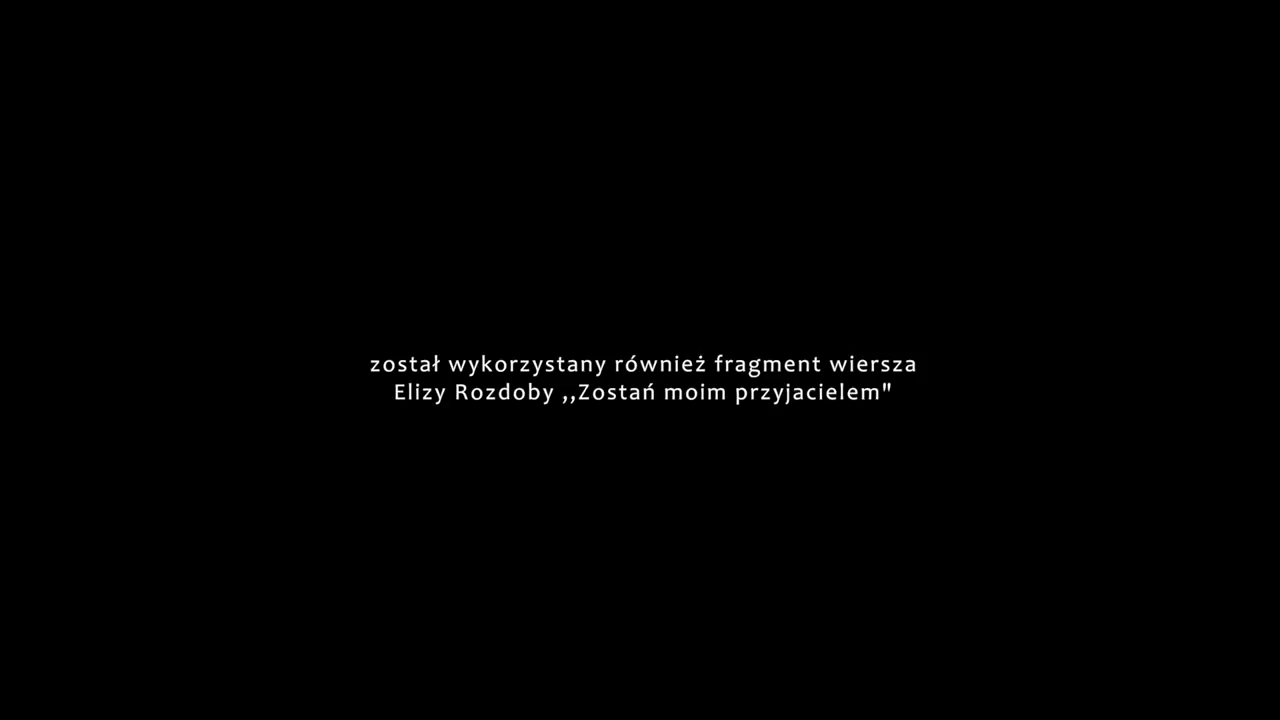 został wykorzystany również fragment wiersza
Elizy Rozdoby ,,Zostań moim przyjacielem"